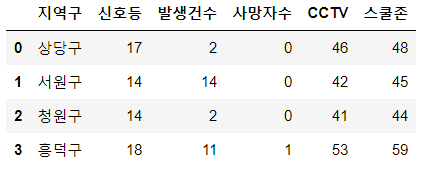 지역구 신호등 발생건수 사망자수 CCTV 스쿨존
0 상당구 17 2 0 46 48
1 서원구 14 14 0 42 45
2 청원구 14 2 0 41 44
3 흥덕구 18 11 1 53 59